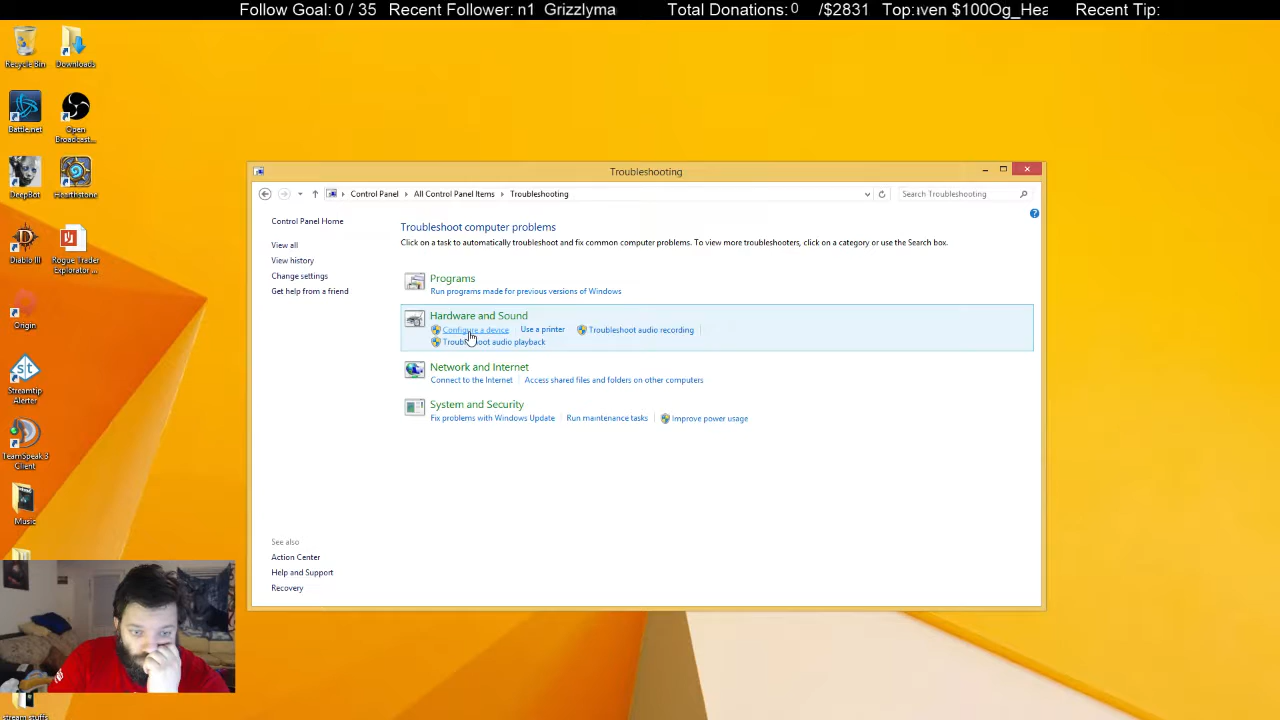 Follow Goal: 0 / 35 Recent Follower: n1 Grizzlyma Total Donations: 0 /$2831 Top: ven $100Og_Hea Recent Tip:
Recycle Bin Downloads
Battle.net Open Broadcast...
DeepBot Hearthstone
Diablo III Rogue Trader Explorator ...
Origin
Streamtip Alerter
TeamSpeak 3 Client
Music
stream stuffs
Troubleshooting
Control Panel All Control Panel Items Troubleshooting Search Troubleshooting
Control Panel Home
View all
View history
Change settings
Get help from a friend
Troubleshoot computer problems
Click on a task to automatically troubleshoot and fix common computer problems. To view more troubleshooters, click on a category or use the Search box.
Programs
Run programs made for previous versions of Windows
Hardware and Sound
Configure a device Use a printer Troubleshoot audio recording
Troubleshoot audio playback
Network and Internet
Connect to the Internet Access shared files and folders on other computers
System and Security
Fix problems with Windows Update Run maintenance tasks Improve power usage
See also
Action Center
Help and Support
Recovery